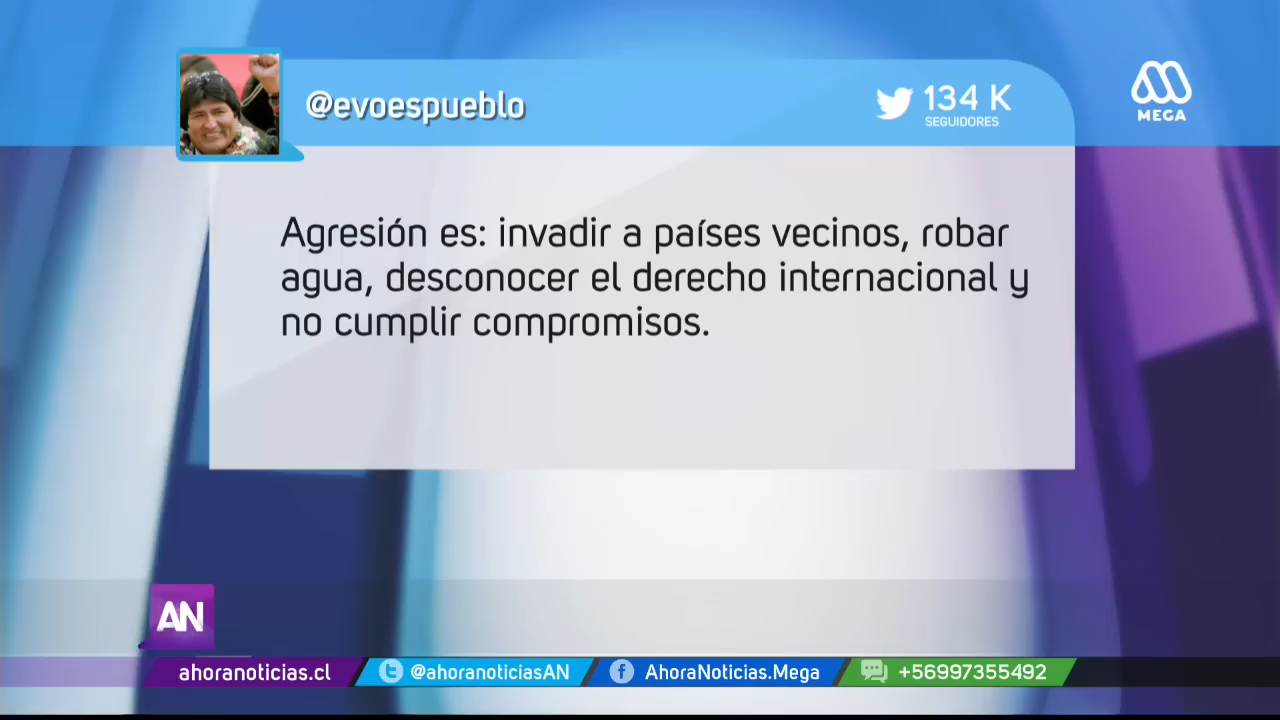 @evoespueblo
134 K
SEGUIDORES
MEGA
Agresión es: invadir a países vecinos, robar
agua, desconocer el derecho internacional y
no cumplir compromisos.
AN
ahoranoticias.cl
@ahoranoticiasAN
AhoraNoticias.Mega
+56997355492